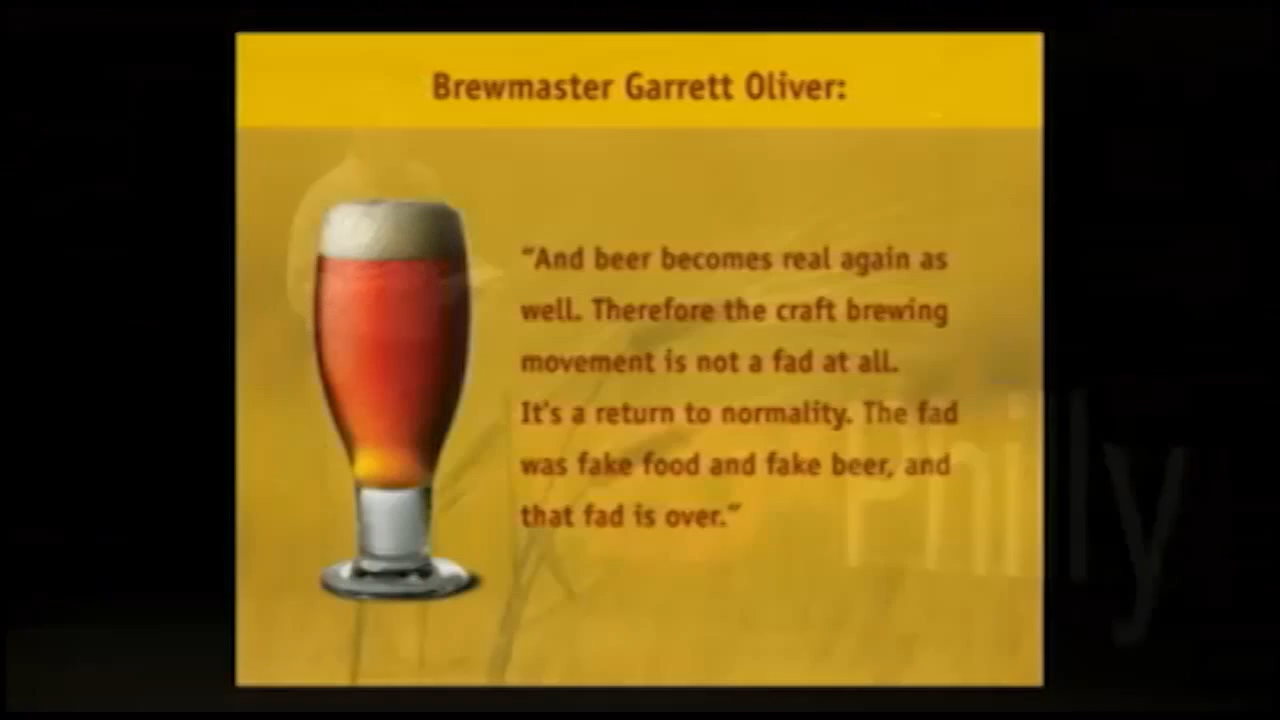 Brewmaster Garrett Oliver:
"And beer becomes real again as
well. Therefore the craft brewing
movement is not a fad at all.
It's a return to normality. The fad
was fake food and fake beer, and
that fad is over."
Philly